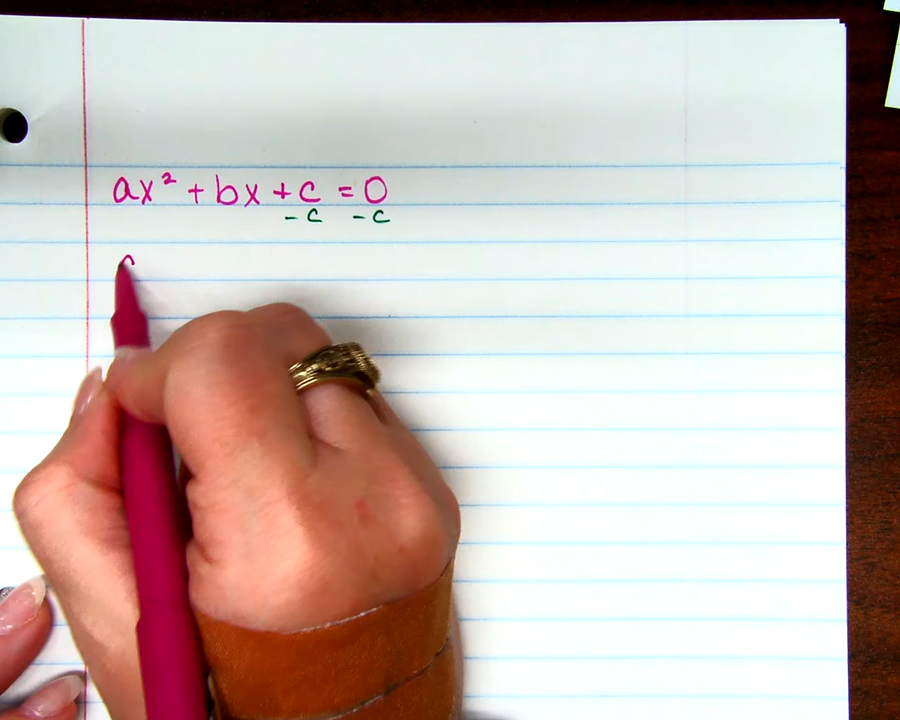 ax² + bx + c = 0
- c - c